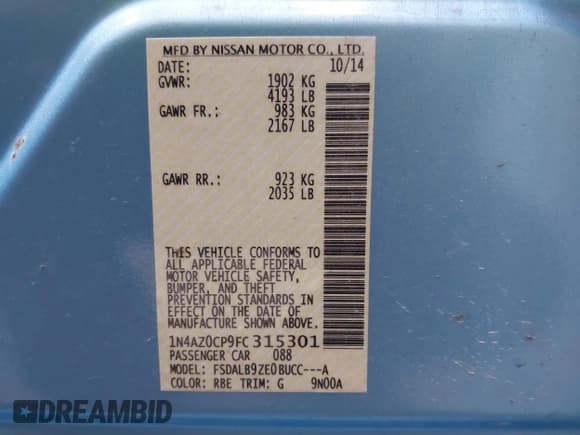 MFD BY NISSAN MOTOR CO., LTD.
DATE: 10/14
GVWR: 1902 KG
4193 LB
GAWR FR.: 983 KG
2167 LB
GAWR RR.: 923 KG
2035 LB
THIS VEHICLE CONFORMS TO
ALL APPLICABLE FEDERAL
MOTOR VEHICLE SAFETY,
BUMPER, AND THEFT
PREVENTION STANDARDS IN
EFFECT ON THE DATE OF
MANUFACTURE SHOWN ABOVE.
1N4AZ0CP9FC315301
PASSENGER CAR 088
MODEL: FSDALB9ZE0BUCC---A
COLOR: RBE TRIM: G 9N00A
DREAMBID